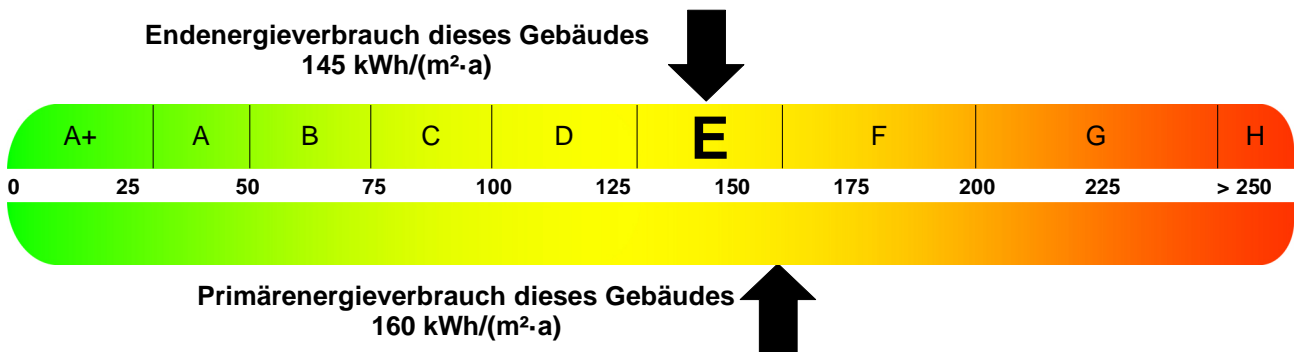 Endenergieverbrauch dieses Gebäudes
145 kWh/(m²·a)
A+ A B C D E F G H
0 25 50 75 100 125 150 175 200 225 > 250
Primärenergieverbrauch dieses Gebäudes
160 kWh/(m²·a)